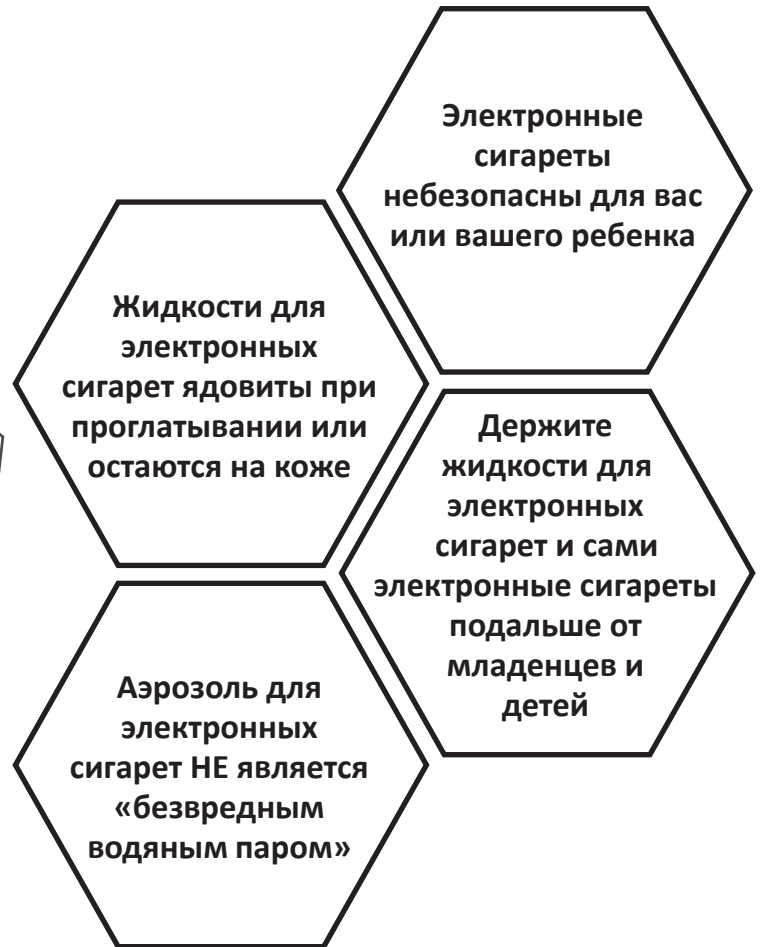 Электронные
сигареты
небезопасны для вас
или вашего ребенка
Жидкости для
электронных
сигарет ядовиты при
проглатывании или
остаются на коже
Держите
жидкости для
электронных
сигарет и сами
электронные сигареты
подальше от
младенцев и
детей
Аэрозоль для
электронных
сигарет НЕ является
«безвредным
водяным паром»